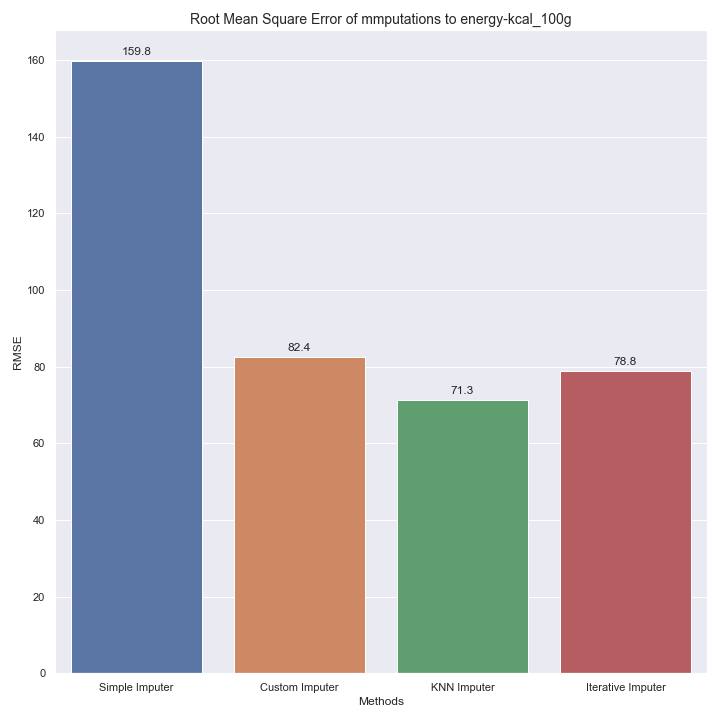 Root Mean Square Error of mmputations to energy-kcal_100g
RMSE
160
140
120
100
80
60
40
20
0
159.8
82.4
71.3
78.8
Simple Imputer
Custom Imputer
KNN Imputer
Iterative Imputer
Methods